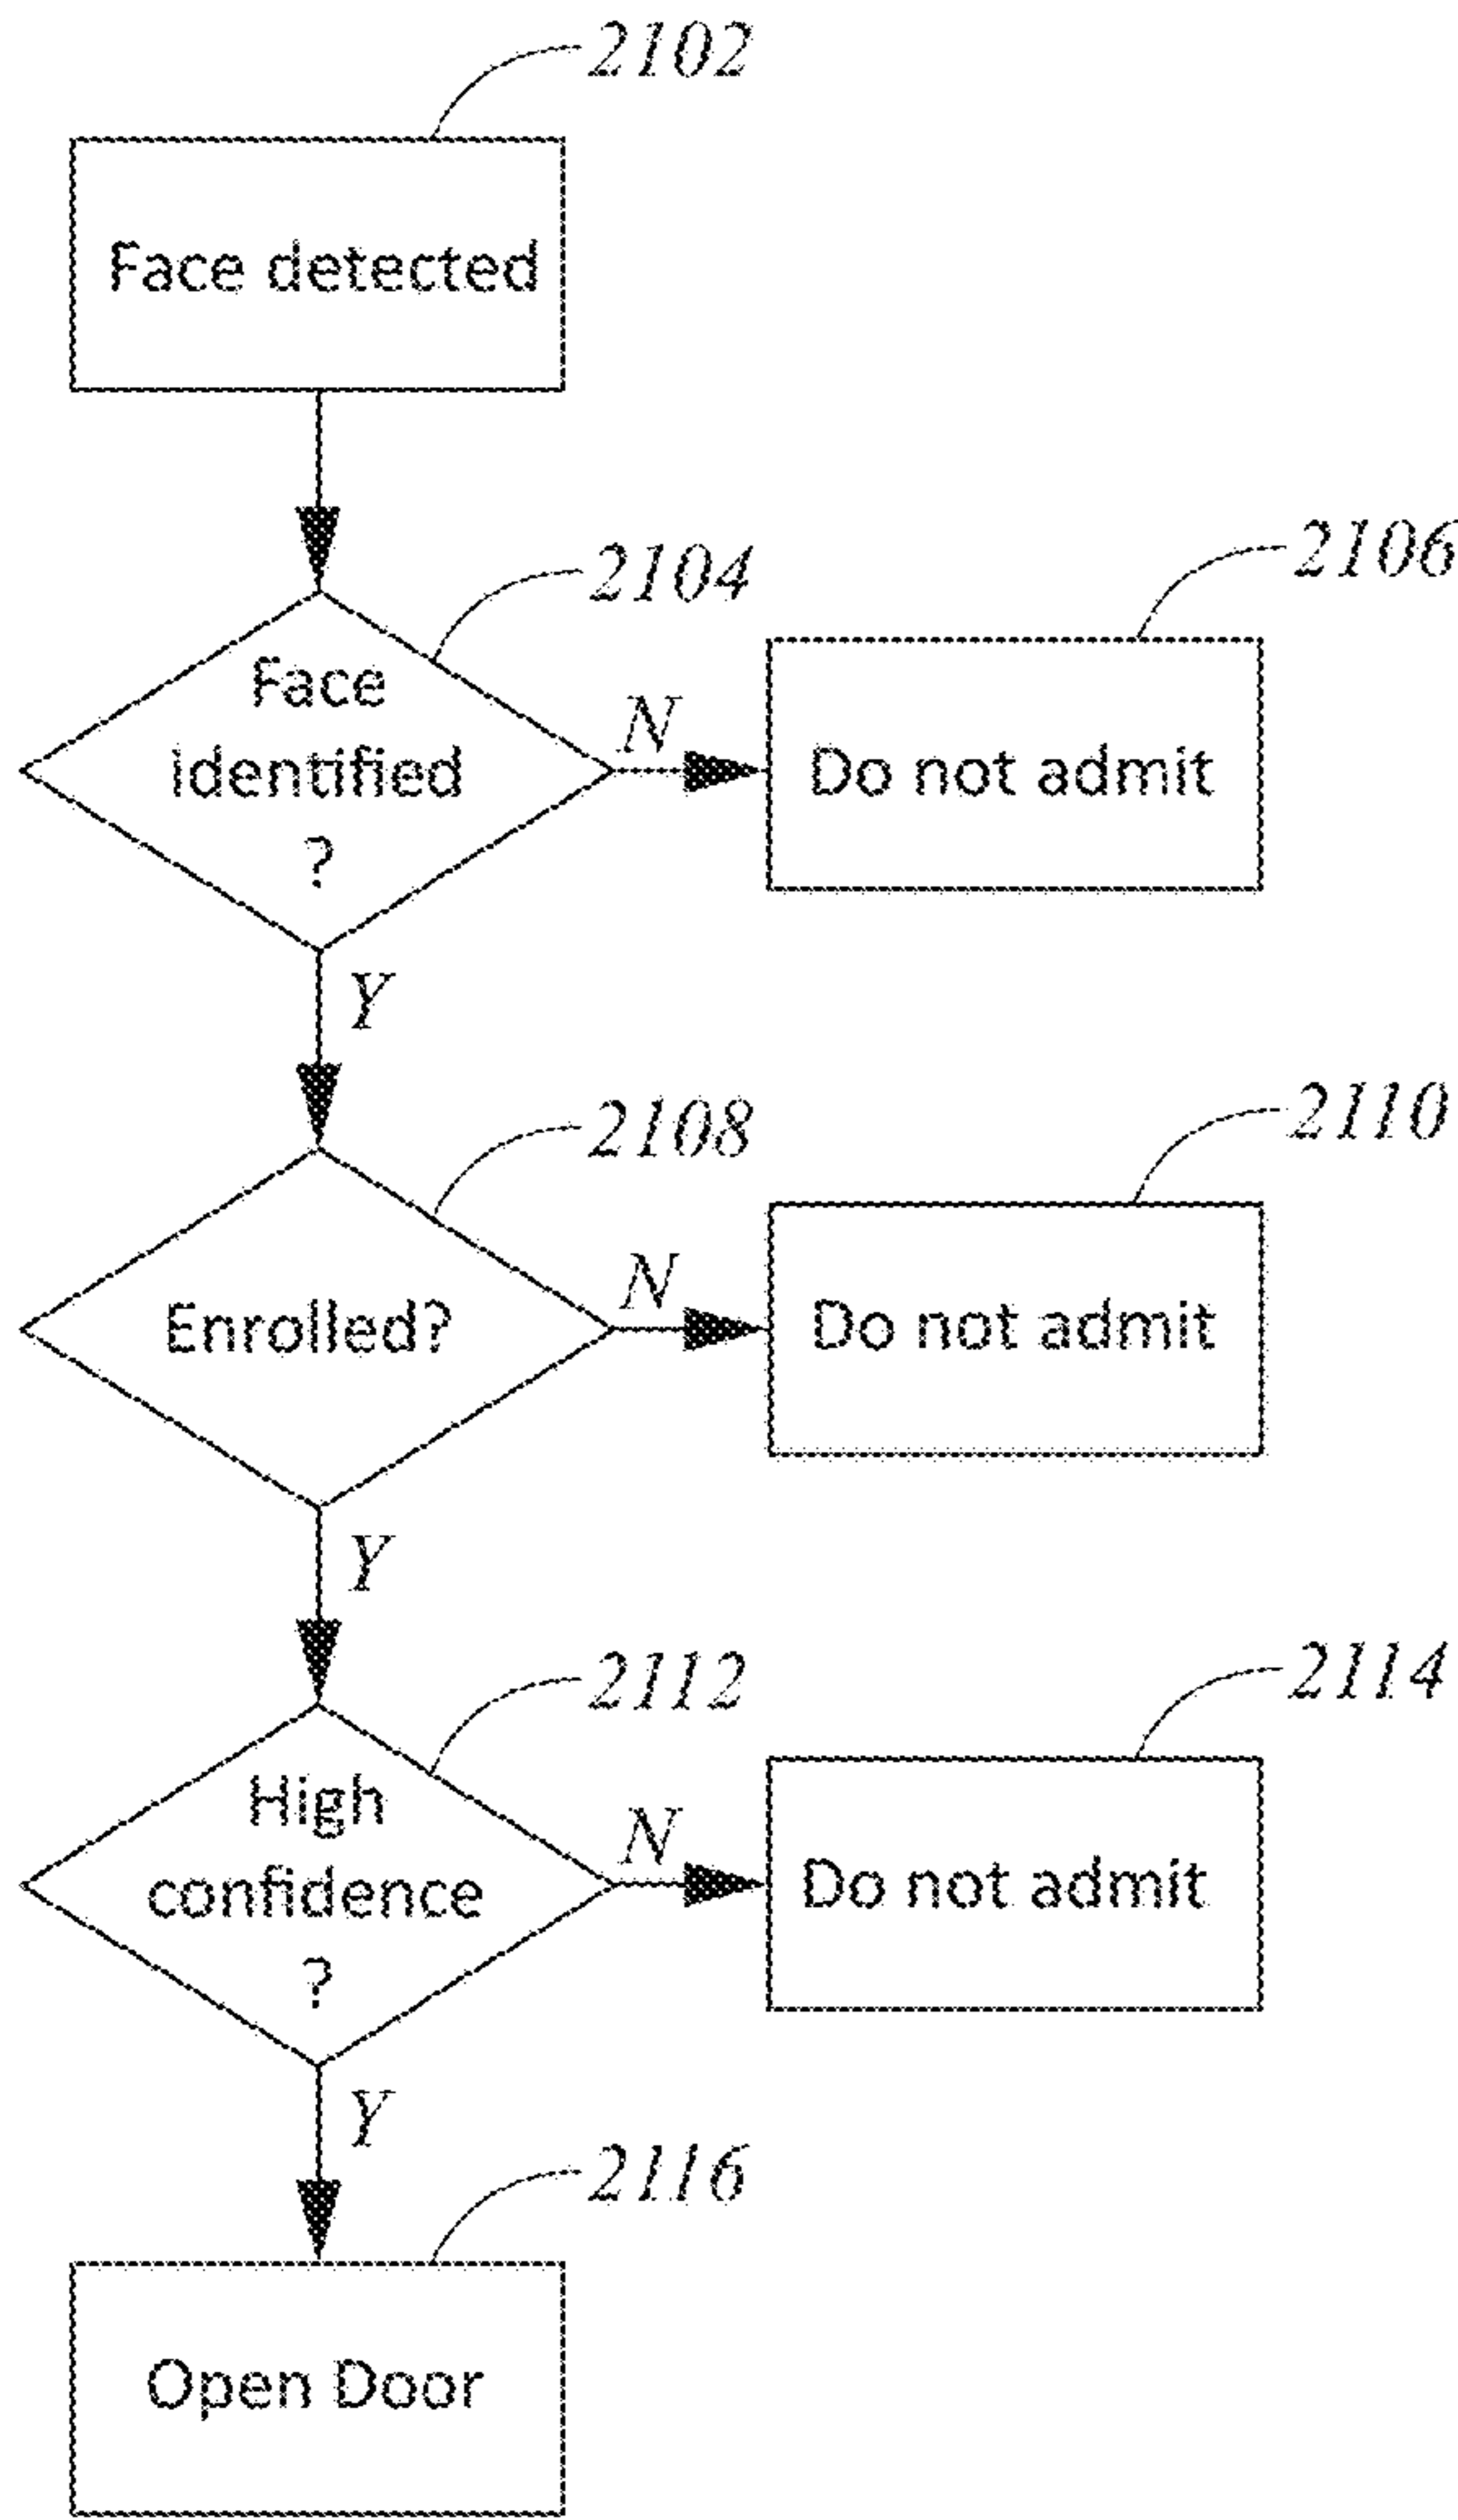 2102
Face detected
2104
2106
Face
identified
?
N
Do not admit
Y
2108
2110
Enrolled?
N
Do not admit
Y
2112
2114
High
confidence
?
N
Do not admit
Y
2116
Open Door